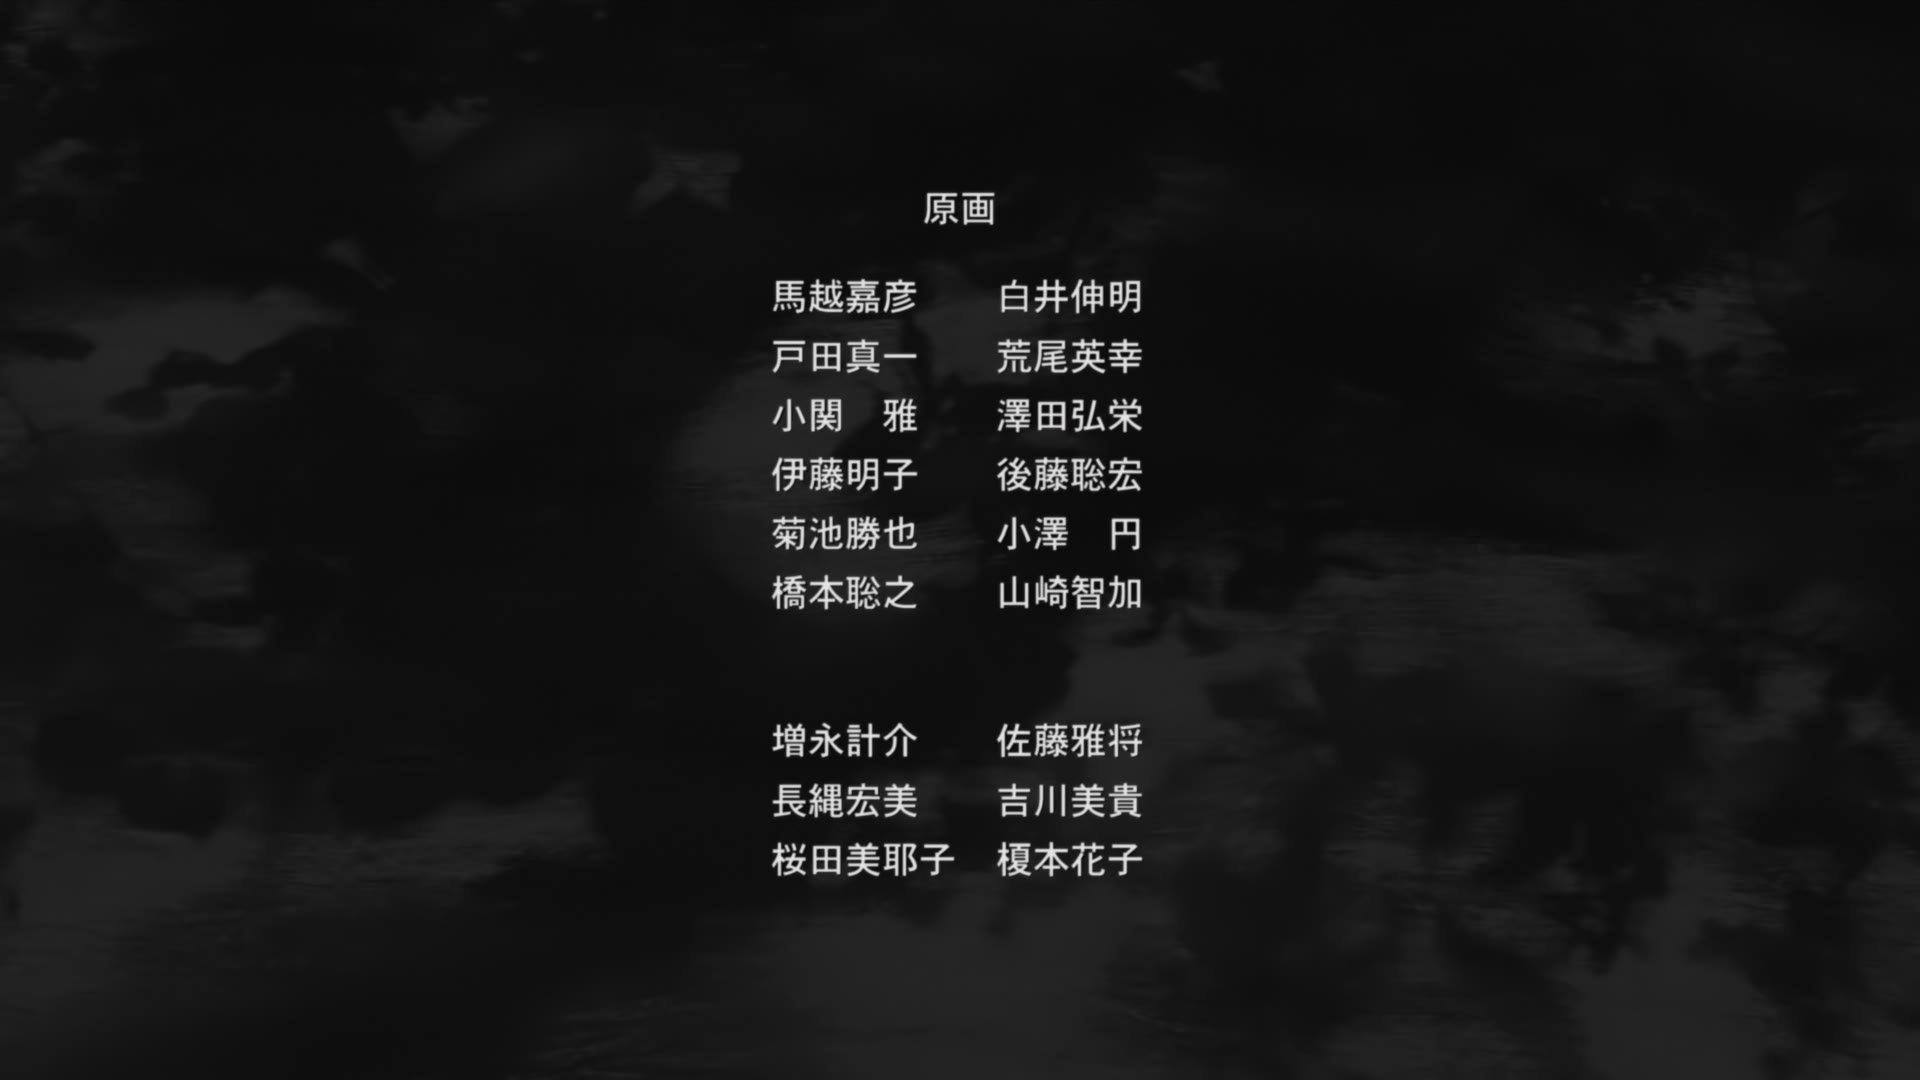 原画
馬越嘉彦　白井伸明
戸田真一　荒尾英幸
小関　雅　澤田弘栄
伊藤明子　後藤聡宏
菊池勝也　小澤　円
橋本聡之　山崎智加
増永計介　佐藤雅将
長縄宏美　吉川美貴
桜田美耶子　榎本花子